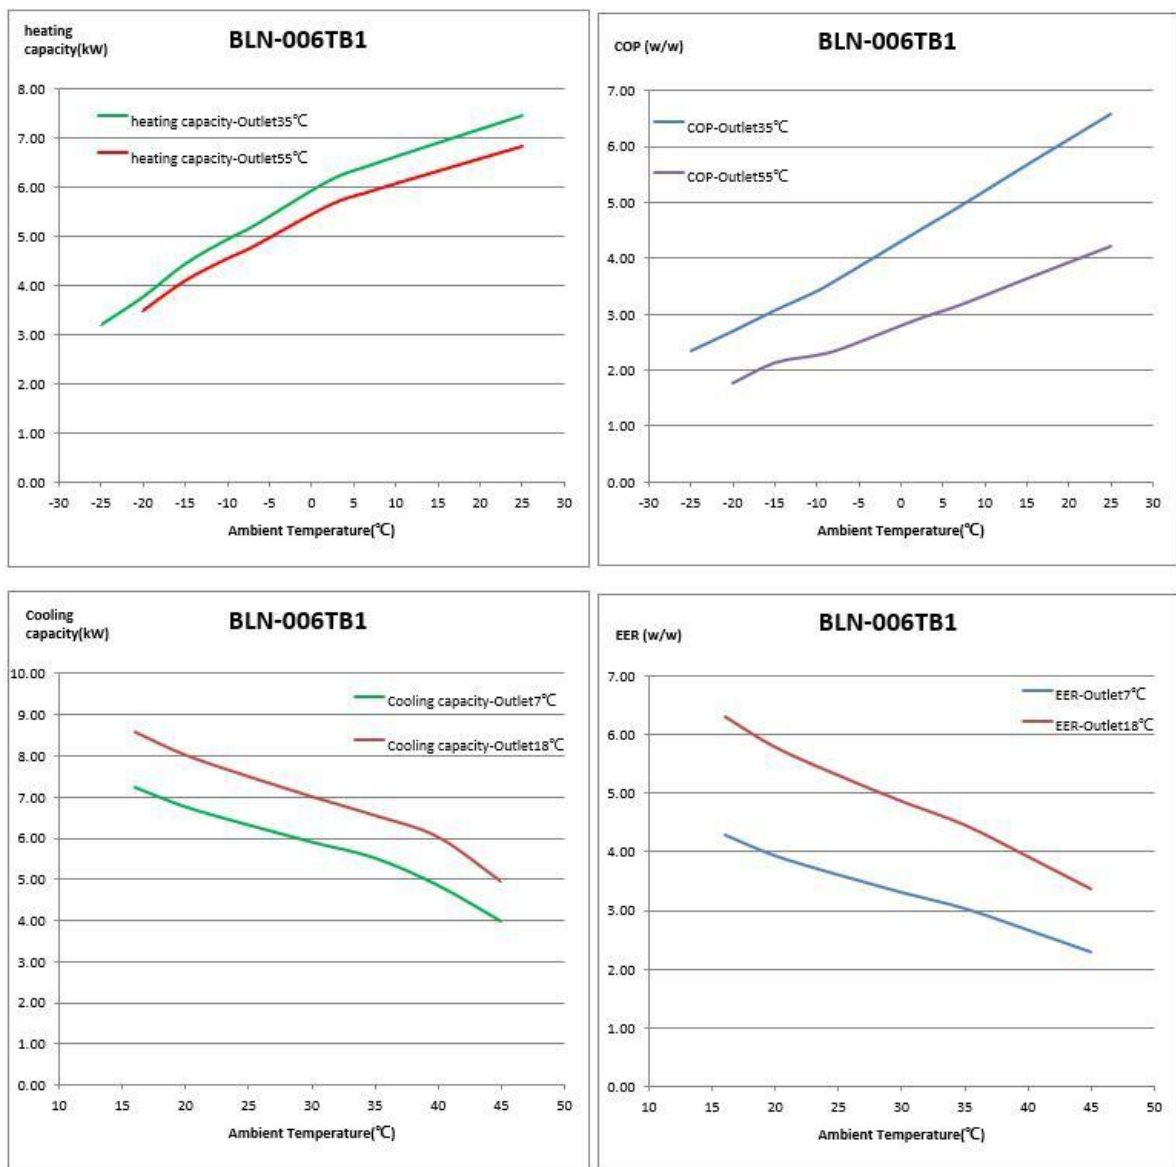 heating
capacity(kW)
BLN-006TB1
8.00
7.00
6.00
5.00
4.00
3.00
2.00
1.00
0.00
heating capacity-Outlet35℃
heating capacity-Outlet55℃
-30 -25 -20 -15 -10 -5 0 5 10 15 20 25 30
Ambient Temperature(℃)
COP (w/w)
BLN-006TB1
7.00
6.00
5.00
4.00
3.00
2.00
1.00
0.00
COP-Outlet35℃
COP-Outlet55℃
-30 -25 -20 -15 -10 -5 0 5 10 15 20 25 30
Ambient Temperature(℃)
Cooling
capacity(kW)
BLN-006TB1
10.00
9.00
8.00
7.00
6.00
5.00
4.00
3.00
2.00
1.00
0.00
Cooling capacity-Outlet7℃
Cooling capacity-Outlet18℃
10 15 20 25 30 35 40 45 50
Ambient Temperature(℃)
EER (w/w)
BLN-006TB1
7.00
6.00
5.00
4.00
3.00
2.00
1.00
0.00
EER-Outlet7℃
EER-Outlet18℃
10 15 20 25 30 35 40 45 50
Ambient Temperature(℃)